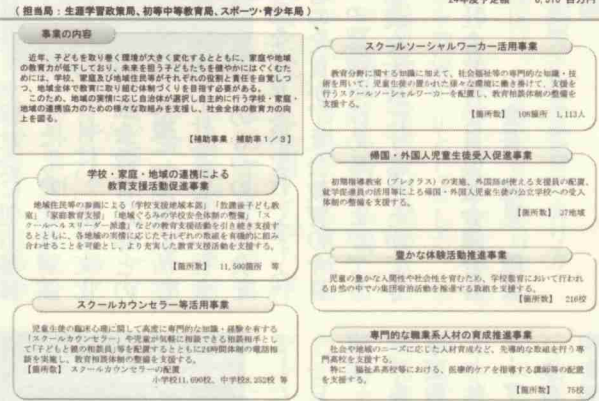 24年度予定額
(担当局:生涯学習政策局、初等中等教育局、スポーツ・青少年局)
事業の内容
近年、子どもを取り巻く環境が大きく変化するとともに、家庭や地域
の教育力が低下しており、未来を担う子どもたちを健やかにはぐくむた
めには、学校、家庭及び地域住民等がそれぞれの役割と責任を自覚しつ
つ、地域全体で教育に取り組む体制づくりを目指す必要がある。
このため、地域の実情に応じ自治体が選択し自主的に行う学校・家庭・
地域の連携協力のための様々な取組みを支援し、社会全体の教育力の向
上を図る。
【補助事業・補助率1/3】
学校・家庭・地域の連携による
教育支援活動促進事業
地域住民等の参画による「学校支援地域本部」「放課後子ども教
室」「家庭教育支援」「地域ぐるみの学校安全体制の整備」「ス
クールヘルスリーダー派遣」などの教育支援活動を引き続き支援す
るとともに、各地域の実情に応じたそれぞれの取組を有機的に組み
合わせることを可能とし、より充実した教育支援活動を支援する。
【箇所数】 11,500箇所 等
スクールカウンセラー等活用事業
児童生徒の臨床心理に関して高度に専門的な知識・経験を有する
「スクールカウンセラー」や児童が気軽に相談できる相談相手とし
て「子どもと親の相談員」等を配置するとともに24時間体制の電話相
談を実施し、教育相談体制の整備を支援する。
【箇所数】 スクールカウンセラーの配置
小学校11,690校、中学校8,252校 等
スクールソーシャルワーカー活用事業
教育分野に関する知識に加えて、社会福祉等の専門的な知識・技
術を用いて、児童生徒の置かれた様々な環境に働き掛けて、支援を
行うスクールソーシャルワーカーを配置し、教育相談体制の整備を
支援する。
【箇所数】 108箇所 1,113人
帰国・外国人児童生徒受入促進事業
初期指導教室(プレクラス)の実施、外国語が使える支援員の配置、
就学促進員の活用等による帰国・外国人児童生徒の公立学校への受入
体制の整備を支援する。
【箇所数】 27地域
豊かな体験活動推進事業
児童の豊かな人間性や社会性を育むため、学校教育において行われ
る自然の中での集団宿泊活動を推進する取組を支援する。
【箇所数】 216校
専門的な職業系人材の育成推進事業
社会や地域のニーズに応じた人材育成など、先導的な取組を行う専
門高校を支援する。
特に 福祉系高校等における、医療的ケアを指導する講師等の配置
を支援する。
【箇所数】 76校